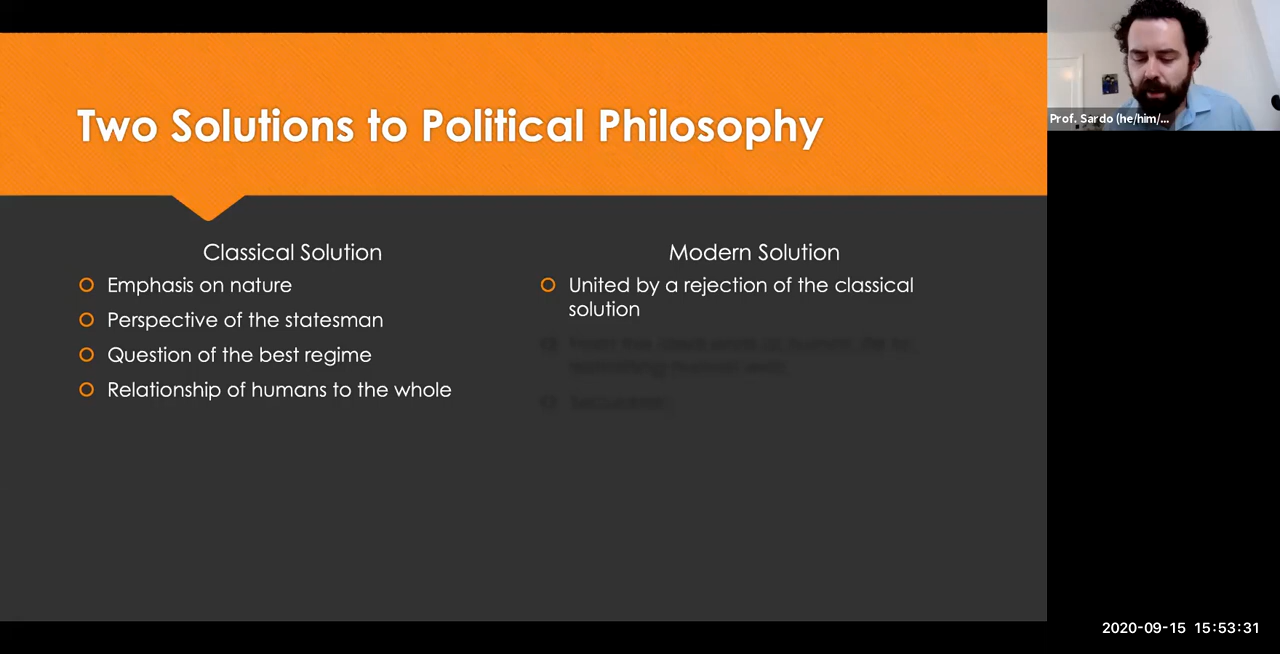 Two Solutions to Political Philosophy
Prof. Sardo (he/him/...
Classical Solution
Emphasis on nature
Perspective of the statesman
Question of the best regime
Relationship of humans to the whole
Modern Solution
United by a rejection of the classical
solution
2020-09-15 15:53:31